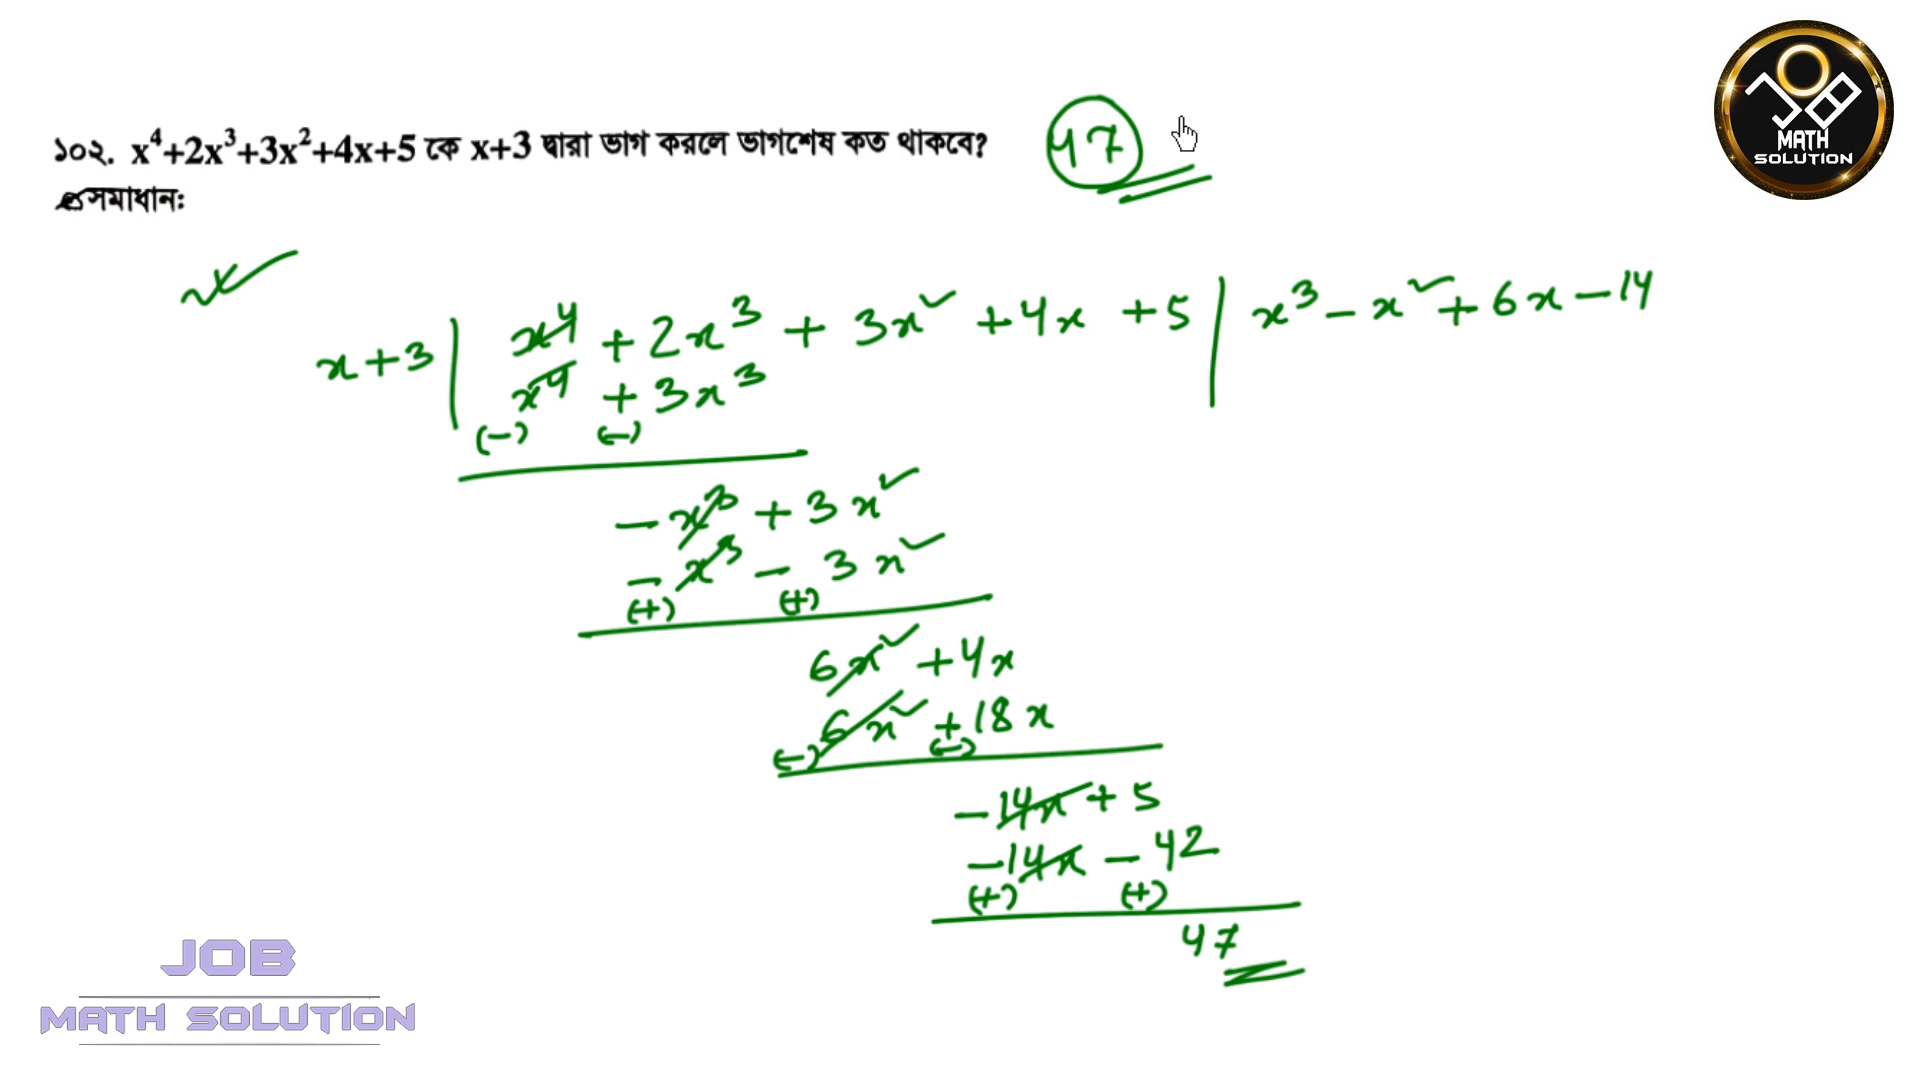 ১০২. x⁴+2x³+3x²+4x+5 কে x+3 দ্বারা ভাগ করলে ভাগশেষ কত থাকবে? 47
সমাধানঃ
x+3 | x⁴ + 2x³ + 3x² + 4x + 5 | x³ - x² + 6x - 14
x⁴ + 3x³
(-) (-)
- x³ + 3x²
- x³ - 3x²
(+) (+)
6x² + 4x
6x² + 18x
(-) (-)
- 14x + 5
- 14x - 42
(+) (+)
47
JOB
MATH
SOLUTION
JOB
MATH SOLUTION